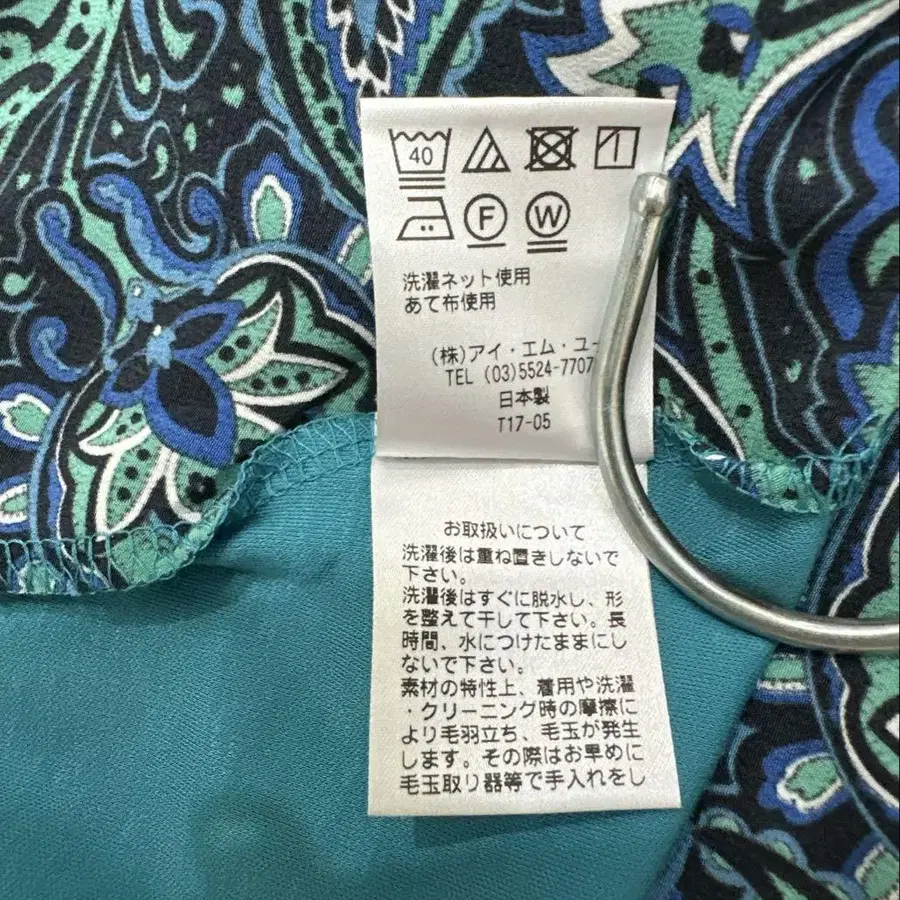 40
F W
洗濯ネット使用
あて布使用
(株)アイ・エム・ユー
TEL (03)5524-7707
日本製
T17-05
お取扱いについて
洗濯後は重ね置きしないで
下さい。
洗濯後はすぐに脱水し、形
を整えて干して下さい。長
時間、水につけたままにし
ないで下さい。
素材の特性上、着用や洗濯
・クリーニング時の摩擦に
より毛羽立ち、毛玉が発生
します。その際はお早めに
毛玉取り器等で手入れをし